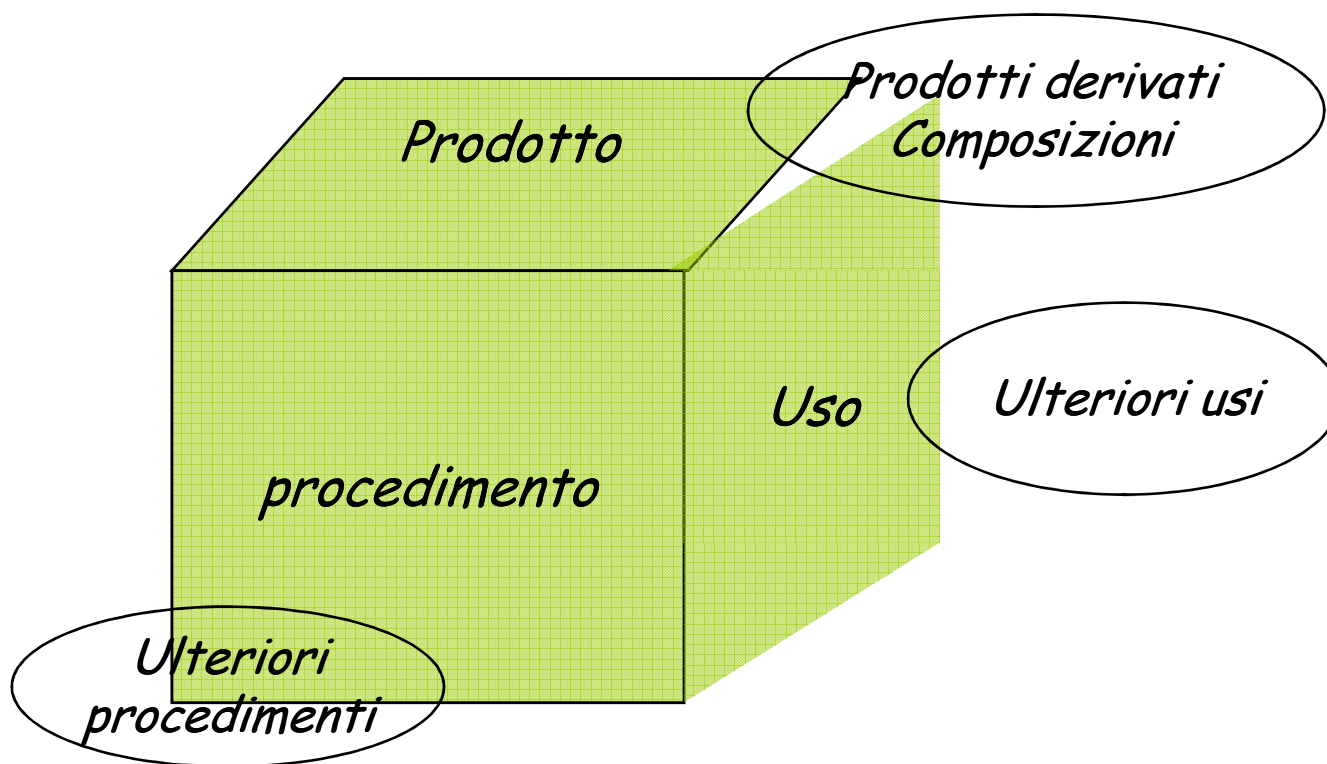 Prodotti derivati
Composizioni
Prodotto
Uso
Ulteriori usi
procedimento
Ulteriori
procedimenti